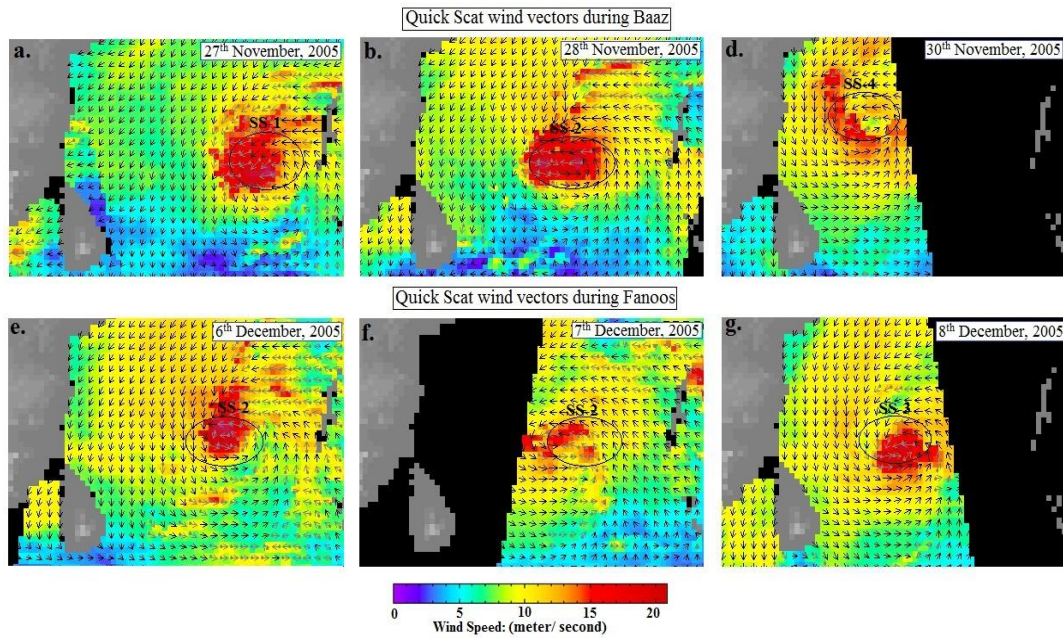 Quick Scat wind vectors during Baaz
a.
27th November, 2005
SS-1
b.
28th November, 2005
SS-2
d.
30th November, 2005
SS-4
Quick Scat wind vectors during Fanoos
e.
6th December, 2005
SS-2
f.
7th December, 2005
SS-2
g.
8th December, 2005
SS-3
0 5 10 15 20
Wind Speed: (meter/ second)